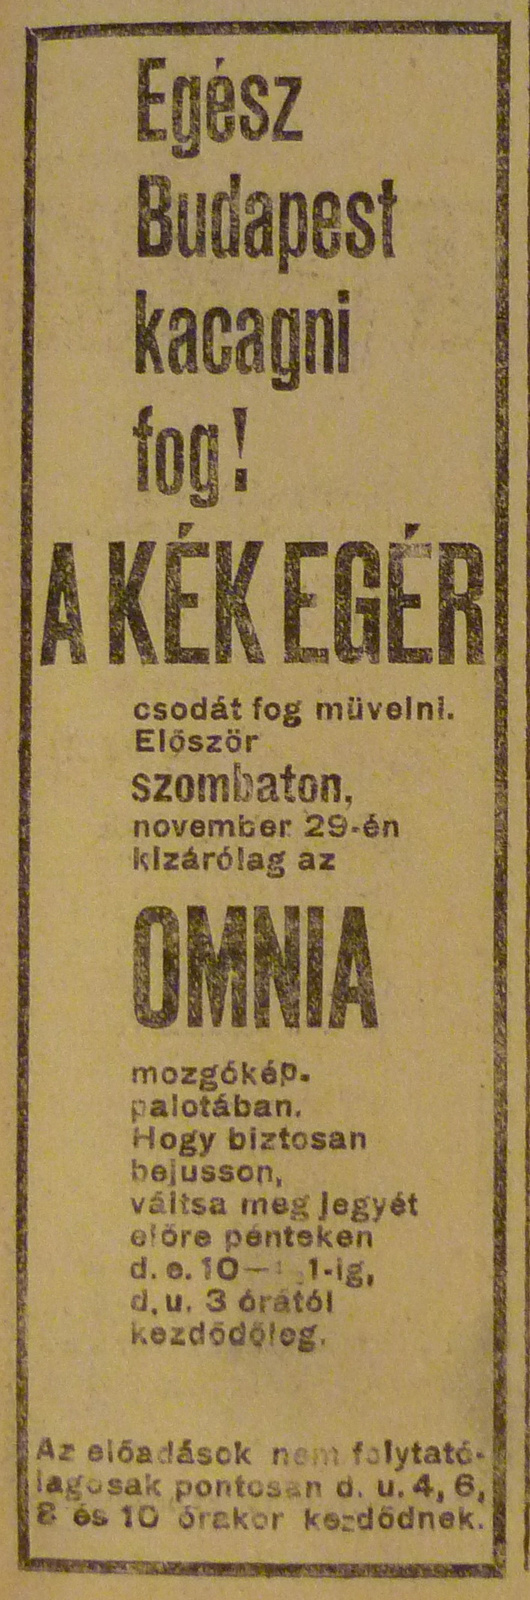 Egész
Budapest
kacagni
fog!
A KÉK EGÉR
csodát fog müvelni.
Először
szombaton,
november 29-én
kizárólag az
OMNIA
mozgókép-
palotában.
Hogy biztosan
bejusson,
váltsa meg jegyét
előre pénteken
d. e. 10—
d. u. 3 órától
kezdődőleg.
Az előadások nem folytató-
lagosak pontosan d. u. 4, 6,
8 és 10 órakor kezdődnek.